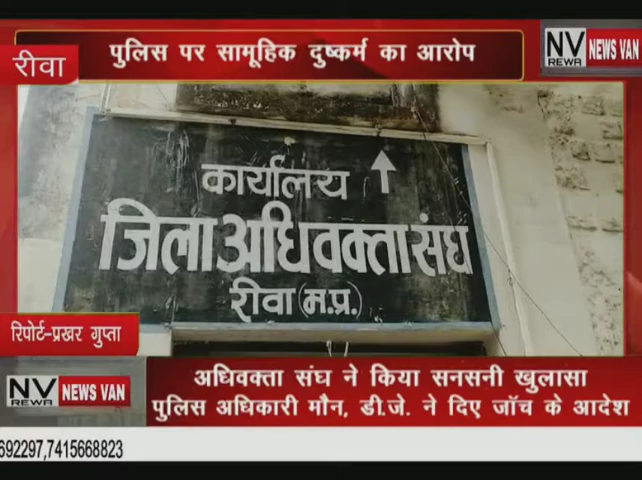 पुलिस पर सामूहिक दुष्कर्म का आरोप
रीवा
NV
REWA
NEWS VAN
कार्यालय
जिला अधिवक्ता संघ
रीवा (म.प्र.)
रिपोर्ट-प्रखर गुप्ता
NV
REWA
NEWS VAN
अधिवक्ता संघ ने किया सनसनी खुलासा
पुलिस अधिकारी मौन, डी.जे. ने दिए जॉच के आदेश
692297,7415668823